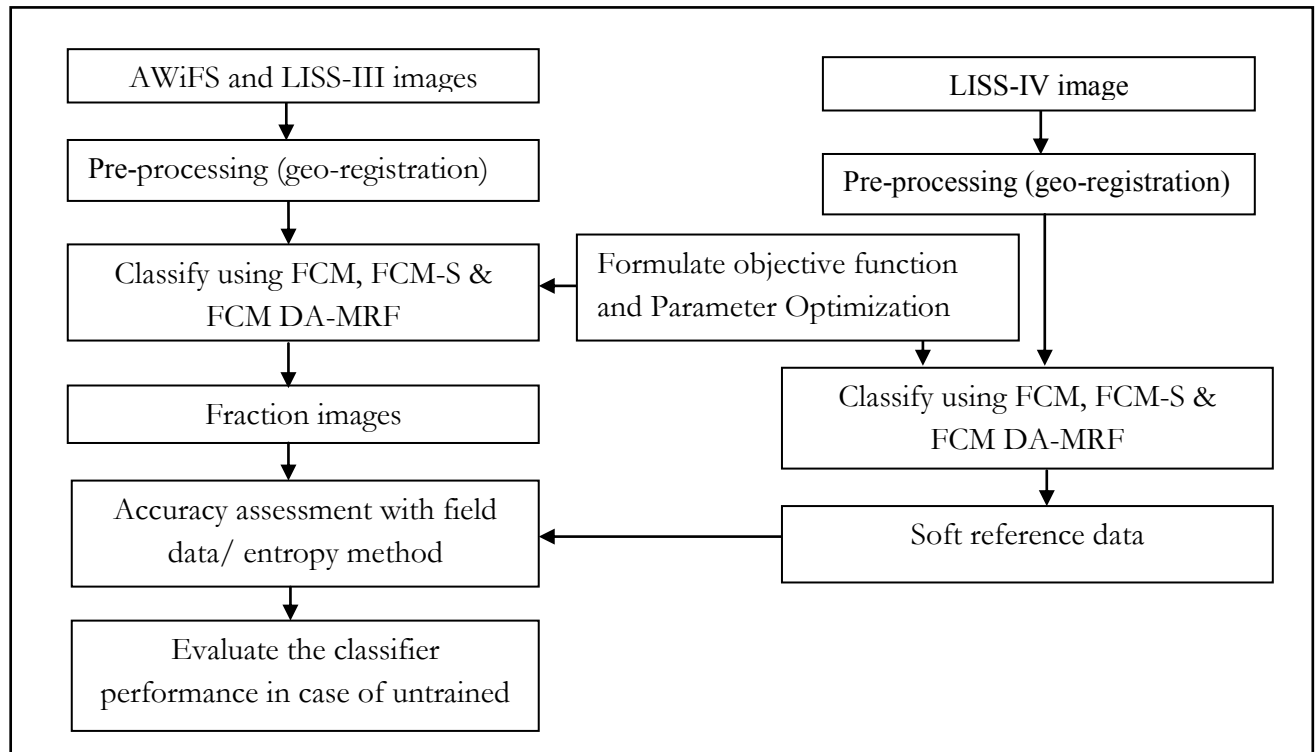 AWiFS and LISS-III images
Pre-processing (geo-registration)
Classify using FCM, FCM-S &
FCM DA-MRF
Fraction images
Accuracy assessment with field
data/ entropy method
Evaluate the classifier
performance in case of untrained
Formulate objective function
and Parameter Optimization
LISS-IV image
Pre-processing (geo-registration)
Classify using FCM, FCM-S &
FCM DA-MRF
Soft reference data